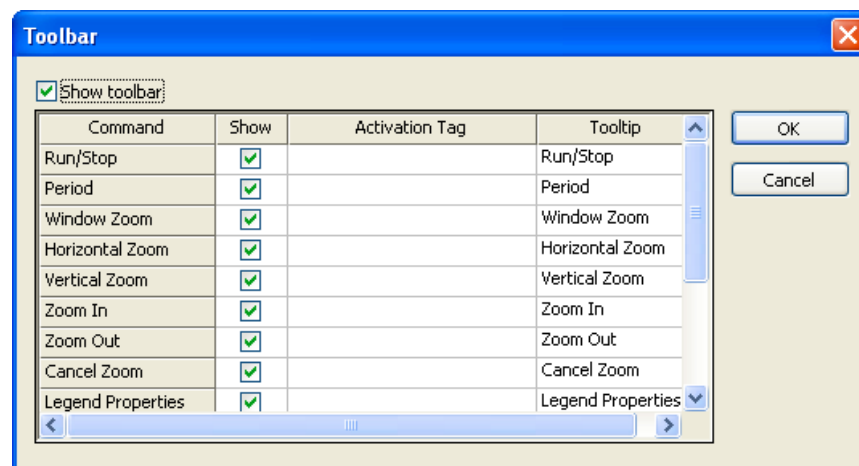 Toolbar
Show toolbar
Command Show Activation Tag Tooltip
OK
Run/Stop Run/Stop
Cancel
Period Period
Window Zoom Window Zoom
Horizontal Zoom Horizontal Zoom
Vertical Zoom Vertical Zoom
Zoom In Zoom In
Zoom Out Zoom Out
Cancel Zoom Cancel Zoom
Legend Properties Legend Properties